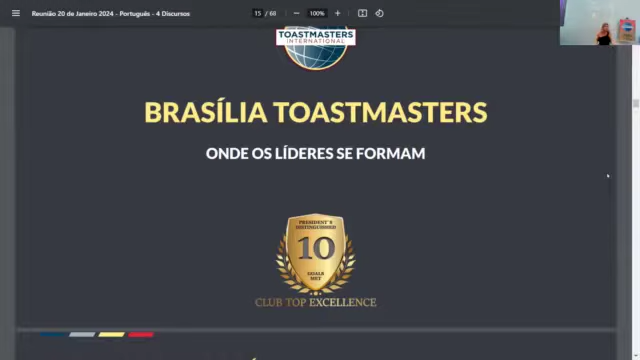 Reunião 20 de Janeiro 2024 - Português - 4 Discursos
15 / 68
100%
TOASTMASTERS
INTERNATIONAL
BRASÍLIA TOASTMASTERS
ONDE OS LÍDERES SE FORMAM
PRESIDENT'S
DISTINGUISHED
10
GOALS
MET
CLUB TOP EXCELLENCE